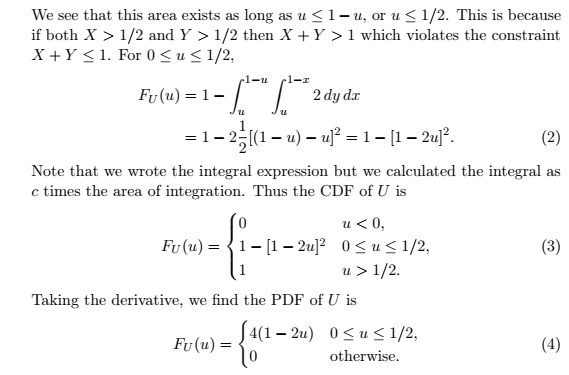 We see that this area exists as long as u ≤ 1 − u, or u ≤ 1/2. This is because
if both X > 1/2 and Y > 1/2 then X + Y > 1 which violates the constraint
X + Y ≤ 1. For 0 ≤ u ≤ 1/2,
F_U(u) = 1 − ∫_u^{1−u} ∫_u^{1−x} 2 dy dx
= 1 − 2 1/2 [(1 − u) − u]² = 1 − [1 − 2u]². (2)
Note that we wrote the integral expression but we calculated the integral as
c times the area of integration. Thus the CDF of U is
F_U(u) = { 0 u < 0,
1 − [1 − 2u]² 0 ≤ u ≤ 1/2, (3)
1 u > 1/2.
Taking the derivative, we find the PDF of U is
F_U(u) = { 4(1 − 2u) 0 ≤ u ≤ 1/2,
0 otherwise. (4)